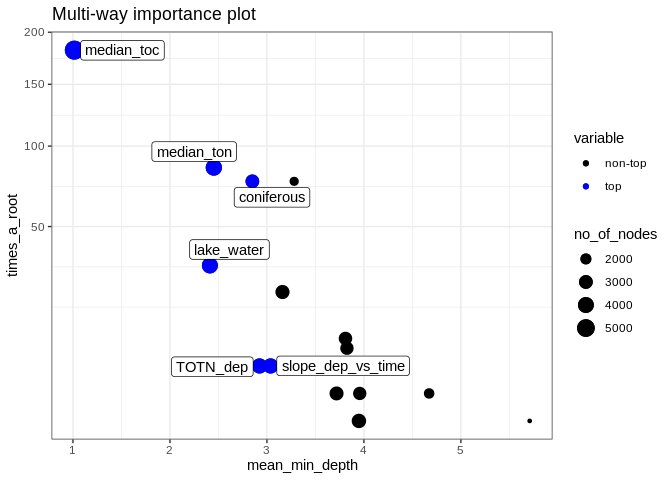 Multi-way importance plot
200
150
100
50
times_a_root
median_toc
median_ton
coniferous
lake_water
TOTN_dep
slope_dep_vs_time
1 2 3 4 5
mean_min_depth
variable
non-top
top
no_of_nodes
2000
3000
4000
5000